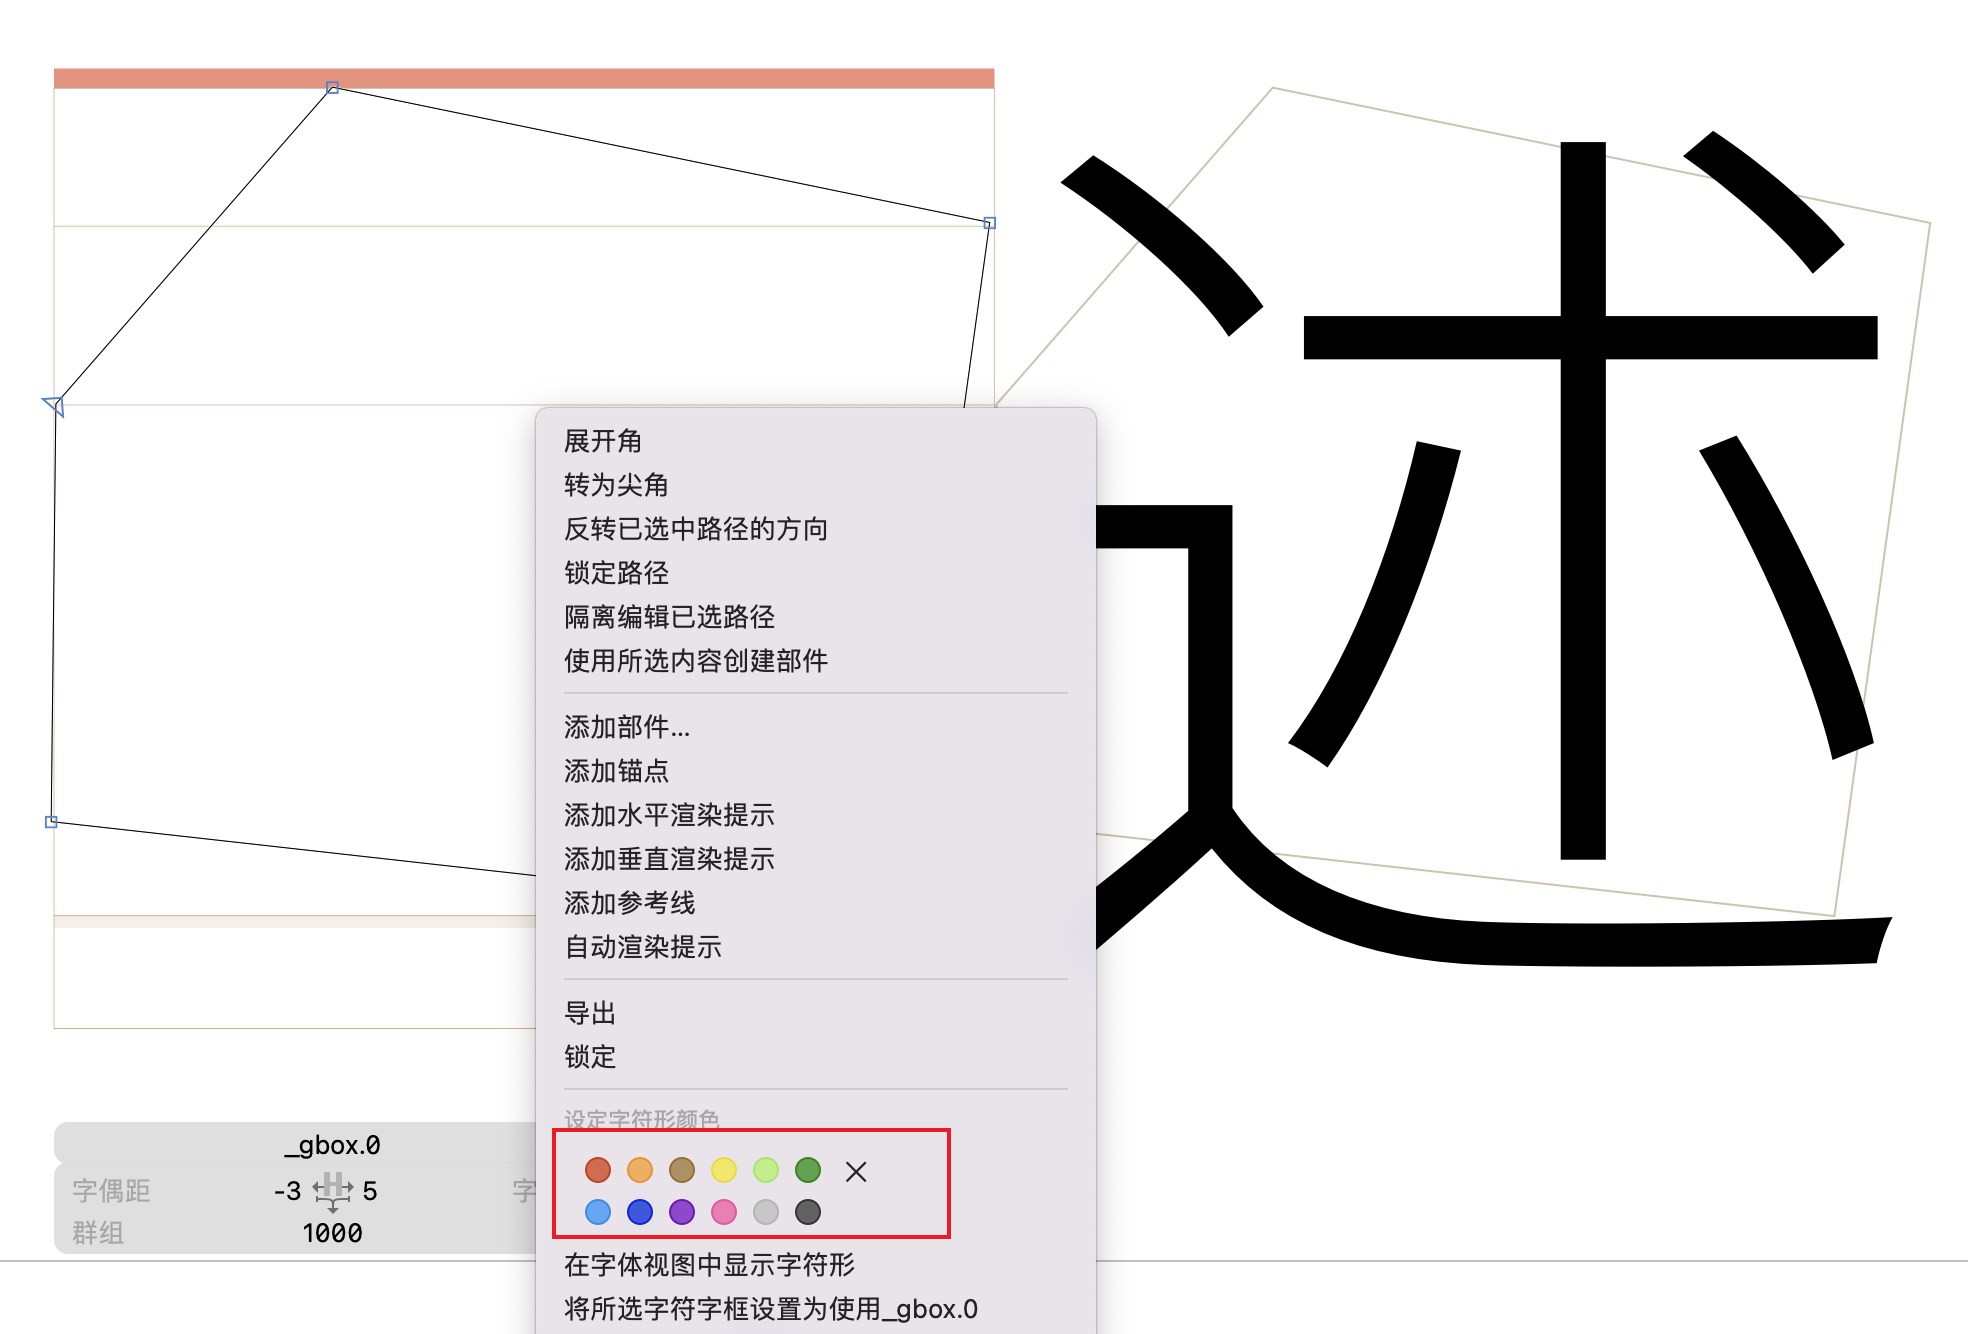 述
展开角
转为尖角
反转已选中路径的方向
锁定路径
隔离编辑已选路径
使用所选内容创建部件
添加部件...
添加锚点
添加水平渲染提示
添加垂直渲染提示
添加参考线
自动渲染提示
导出
锁定
设定字符形颜色
在字体视图中显示字符形
将所选字符字框设置为使用_gbox.0
_gbox.0
字偶距 -3 5 字
群组 1000